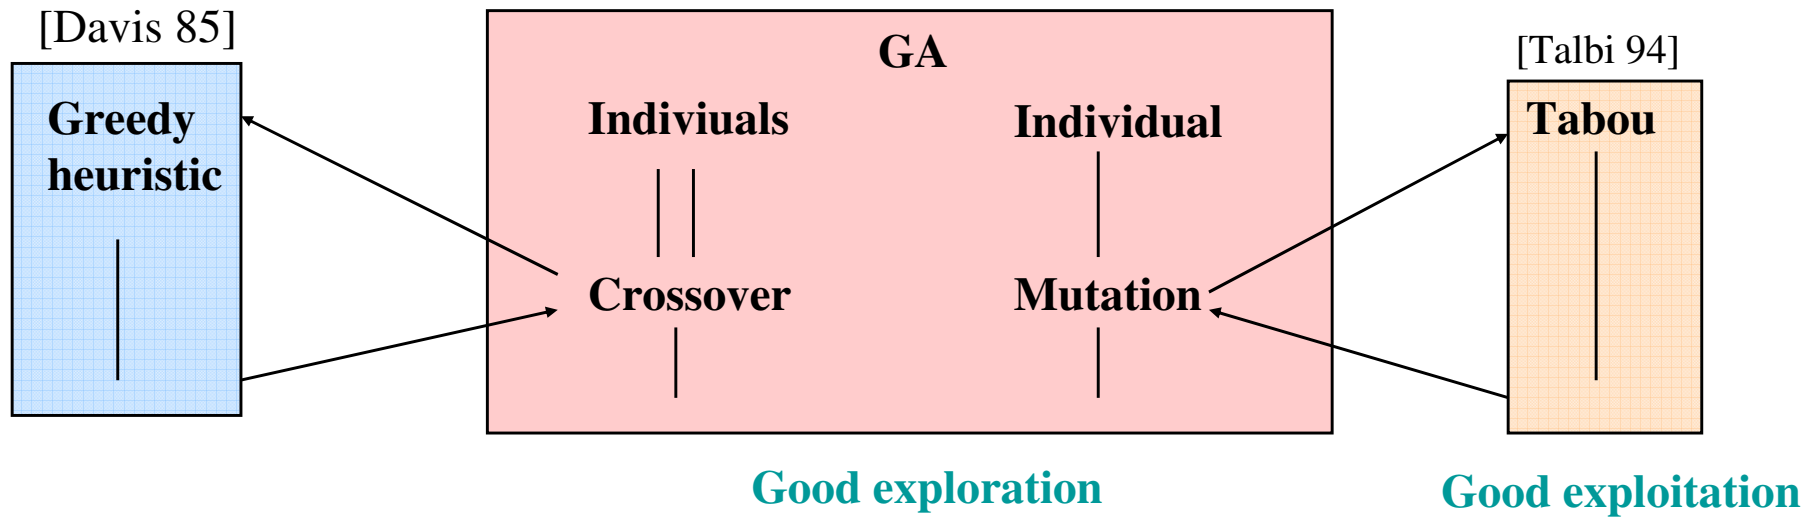 [Davis 85]
Greedy
heuristic
GA
Indiviuals
Individual
Crossover
Mutation
[Talbi 94]
Tabou
Good exploration
Good exploitation